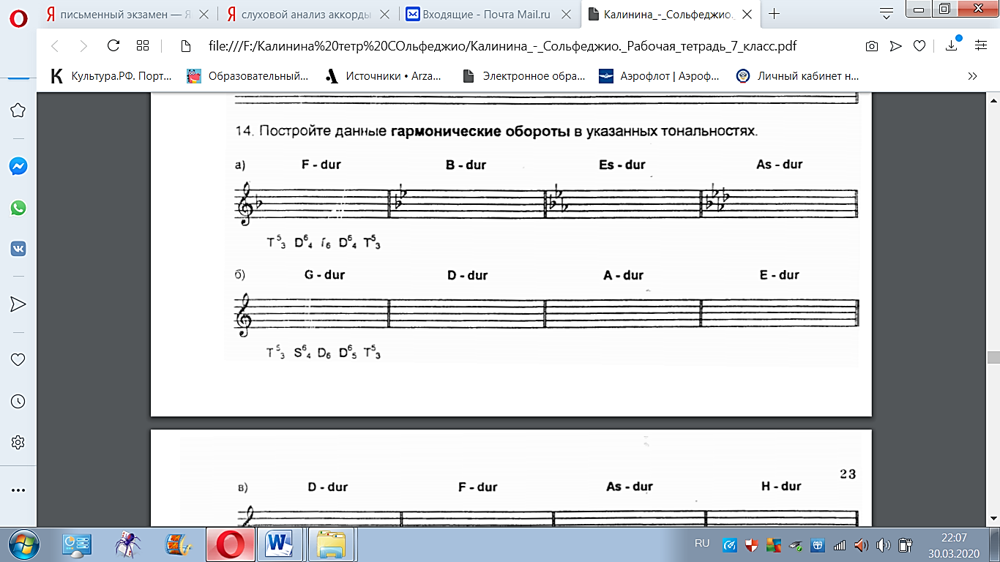 письменный экзамен — Я
слуховой анализ аккорды
Входящие - Почта Mail.ru
Калинина_-_Сольфеджио.
file:///F:/Калинина%20тетр%20СОльфеджио/Калинина_-_Сольфеджио._Рабочая_тетрадь_7_класс.pdf
Культура.РФ. Порт...
Образовательный...
Источники • Arza...
Электронное обра...
Аэрофлот | Аэроф...
Личный кабинет н...
14. Постройте данные гармонические обороты в указанных тональностях.
а) F - dur B - dur Es - dur As - dur
T⁵₃ D⁶₄ T₆ D⁶₄ T⁵₃
б) G - dur D - dur A - dur E - dur
T⁵₃ S⁶₄ D₆ D⁶₅ T⁵₃
23
в) D - dur F - dur As - dur H - dur
RU
22:07
30.03.2020